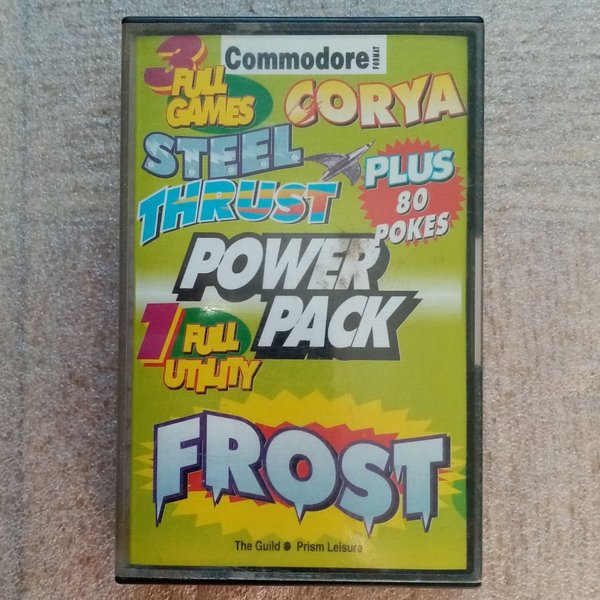 Commodore
FORMAT
3
FULL
GAMES
CORYA
STEEL
THRUST
PLUS
80
POKES
POWER
PACK
1
FULL
UTILITY
FROST
The Guild ● Prism Leisure